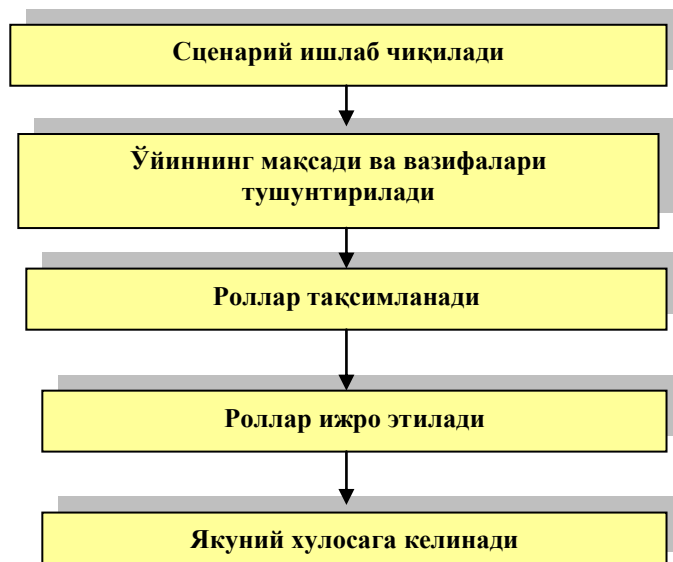 Сценарий ишлаб чиқилади
Ўйиннинг мақсади ва вазифалари
тушунтирилади
Роллар тақсимланади
Роллар ижро этилади
Якуний хулосага келинади